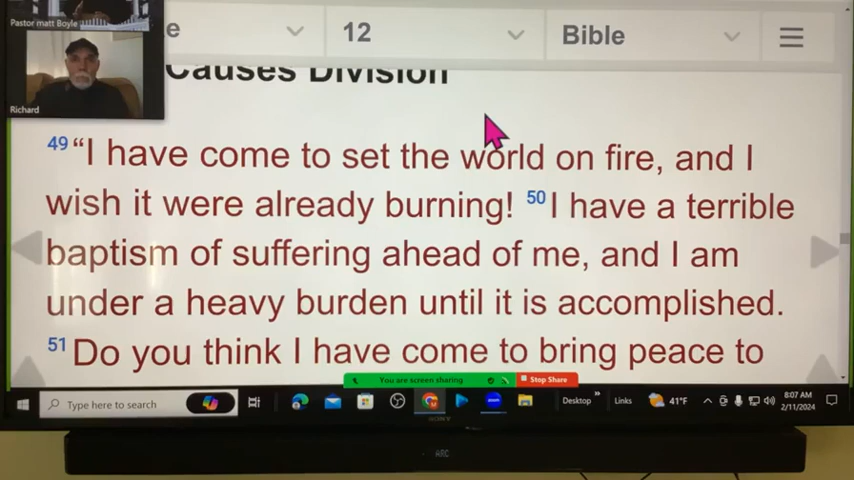 Pastor matt Boyle
Richard
e
12
Bible
Causes Division
49 “I have come to set the world on fire, and I
wish it were already burning! 50 I have a terrible
baptism of suffering ahead of me, and I am
under a heavy burden until it is accomplished.
51 Do you think I have come to bring peace to
You are screen sharing
Stop Share
Type here to search
zoom
Desktop
Links
41°F
8:07 AM
2/11/2024
SONY
ARC